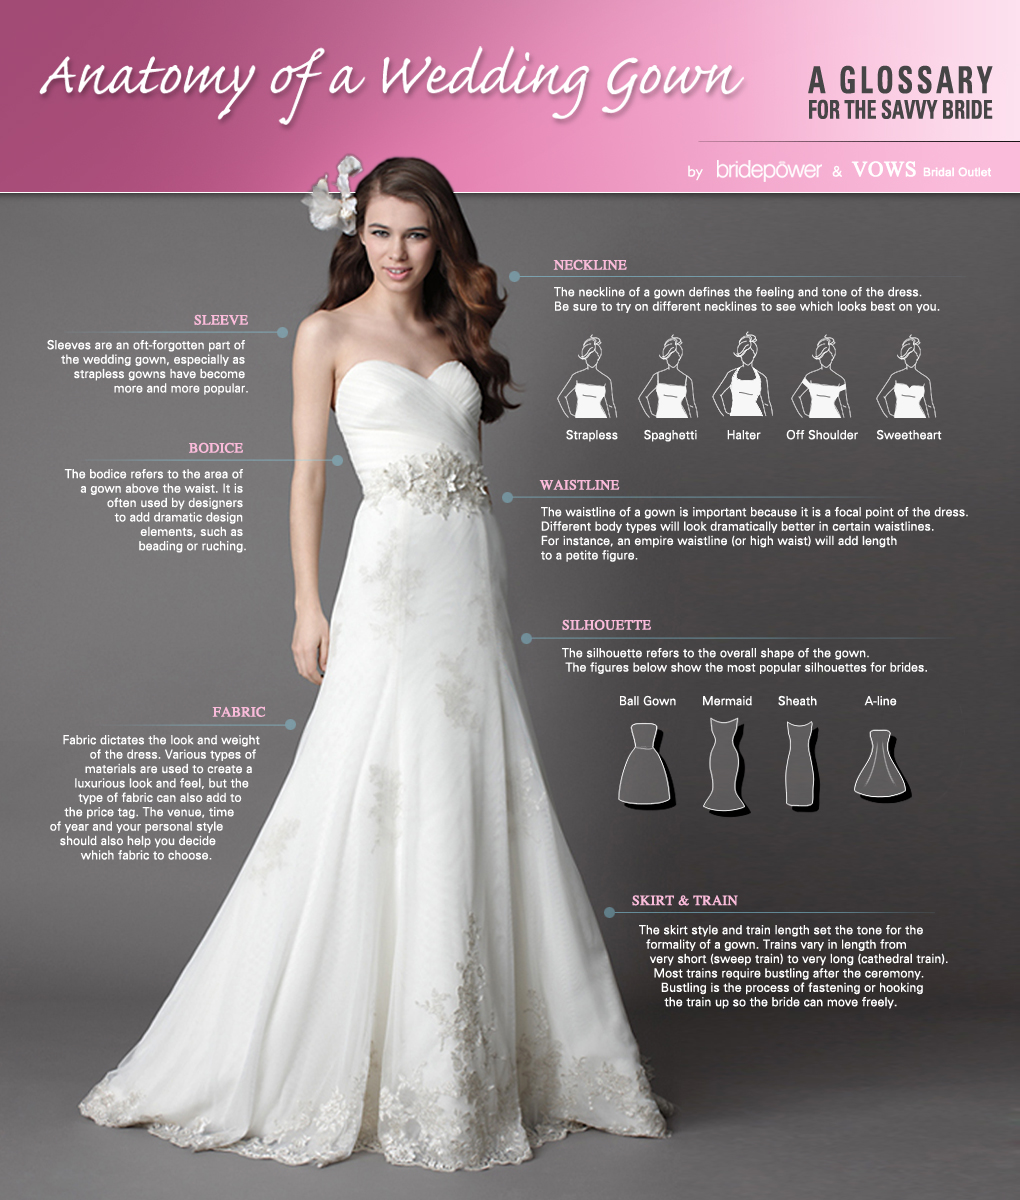 Anatomy of a Wedding Gown
A GLOSSARY
FOR THE SAVVY BRIDE
by bridepōwer & VOWS Bridal Outlet
NECKLINE
The neckline of a gown defines the feeling and tone of the dress.
Be sure to try on different necklines to see which looks best on you.
Strapless Spaghetti Halter Off Shoulder Sweetheart
SLEEVE
Sleeves are an oft-forgotten part of
the wedding gown, especially as
strapless gowns have become
more and more popular.
BODICE
The bodice refers to the area of
a gown above the waist. It is
often used by designers
to add dramatic design
elements, such as
beading or ruching.
WAISTLINE
The waistline of a gown is important because it is a focal point of the dress.
Different body types will look dramatically better in certain waistlines.
For instance, an empire waistline (or high waist) will add length
to a petite figure.
SILHOUETTE
The silhouette refers to the overall shape of the gown.
The figures below show the most popular silhouettes for brides.
Ball Gown Mermaid Sheath A-line
FABRIC
Fabric dictates the look and weight
of the dress. Various types of
materials are used to create a
luxurious look and feel, but the
type of fabric can also add to
the price tag. The venue, time
of year and your personal style
should also help you decide
which fabric to choose.
SKIRT & TRAIN
The skirt style and train length set the tone for the
formality of a gown. Trains vary in length from
very short (sweep train) to very long (cathedral train).
Most trains require bustling after the ceremony.
Bustling is the process of fastening or hooking
the train up so the bride can move freely.